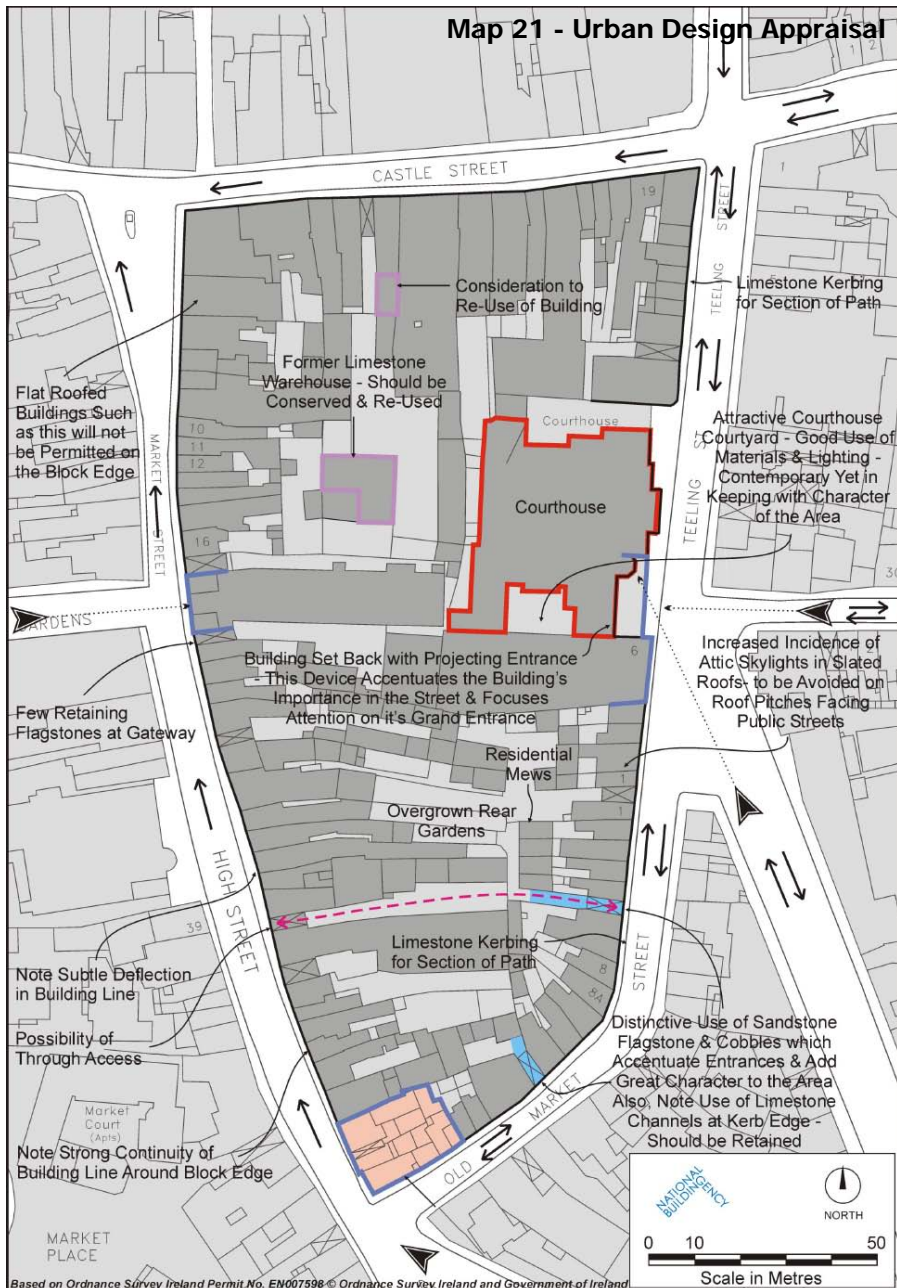 Map 21 - Urban Design Appraisal
1
2
CASTLE STREET
19
1
STREET
TEELING
Consideration to
Re-Use of Building
Limestone Kerbing
for Section of Path
5
Former Limestone
Warehouse - Should be
Conserved & Re-Used
Flat Roofed
Buildings Such
as this will not
be Permitted on
the Block Edge
MARKET
STREET
10
11
12
16
Courthouse
Courthouse
TEELING ST
Attractive Courthouse
Courtyard - Good Use of
Materials & Lighting -
Contemporary Yet in
Keeping with Character
of the Area
30
GARDENS
6
2
Building Set Back with Projecting Entrance
- This Device Accentuates the Building's
Importance in the Street & Focuses
Attention on it's Grand Entrance
Increased Incidence of
Attic Skylights in Slated
Roofs- to be Avoided on
Roof Pitches Facing
Public Streets
Few Retaining
Flagstones at Gateway
Residential
Mews
1
1
Overgrown Rear
Gardens
HIGH STREET
39
Limestone Kerbing
for Section of Path
8
8A
Note Subtle Deflection
in Building Line
Possibility of
Through Access
Distinctive Use of Sandstone
Flagstone & Cobbles which
Accentuate Entrances & Add
Great Character to the Area
Also, Note Use of Limestone
Channels at Kerb Edge -
Should be Retained
OLD MARKET STREET
Market
Court
(Apts)
Note Strong Continuity of
Building Line Around Block Edge
MARKET
PLACE
NATIONAL
BUILDINGENCY
NORTH
0 10 50
Scale in Metres
Based on Ordnance Survey Ireland Permit No. EN007598 © Ordnance Survey Ireland and Government of Ireland